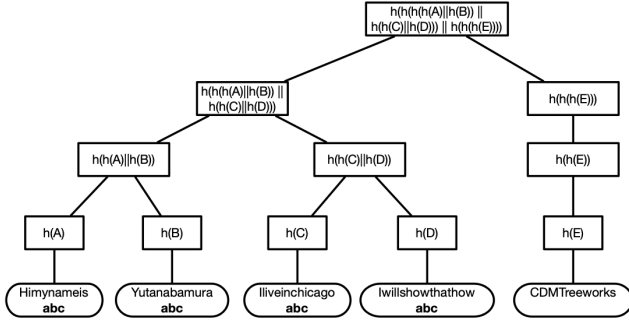 h(h(h(h(A)||h(B)) ||
h(h(C)||h(D))) || h(h(h(E))))
h(h(h(A)||h(B)) ||
h(h(C)||h(D)))
h(h(h(E)))
h(h(A)||h(B))
h(h(C)||h(D))
h(h(E))
h(A)
h(B)
h(C)
h(D)
h(E)
Himynameis
abc
Yutanabamura
abc
Iliveinchicago
abc
Iwillshowthathow
abc
CDMTreeworks